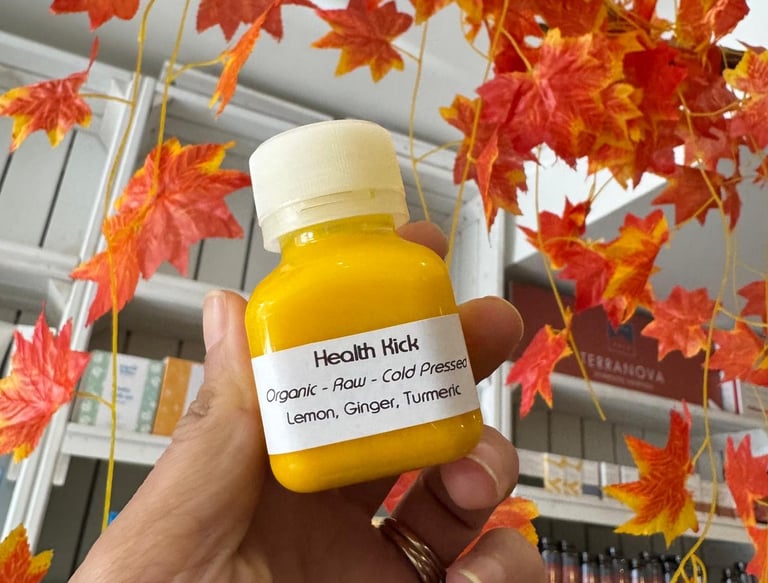 Health Kick
Organic - Raw - Cold Pressed
Lemon, Ginger, Turmeric
TERRANOVA